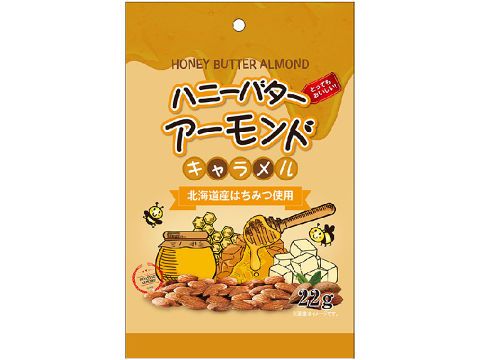 HONEY BUTTER ALMOND
ハニーバター
アーモンド
とっても
おいしい!
キャラメル
北海道産はちみつ使用
22g